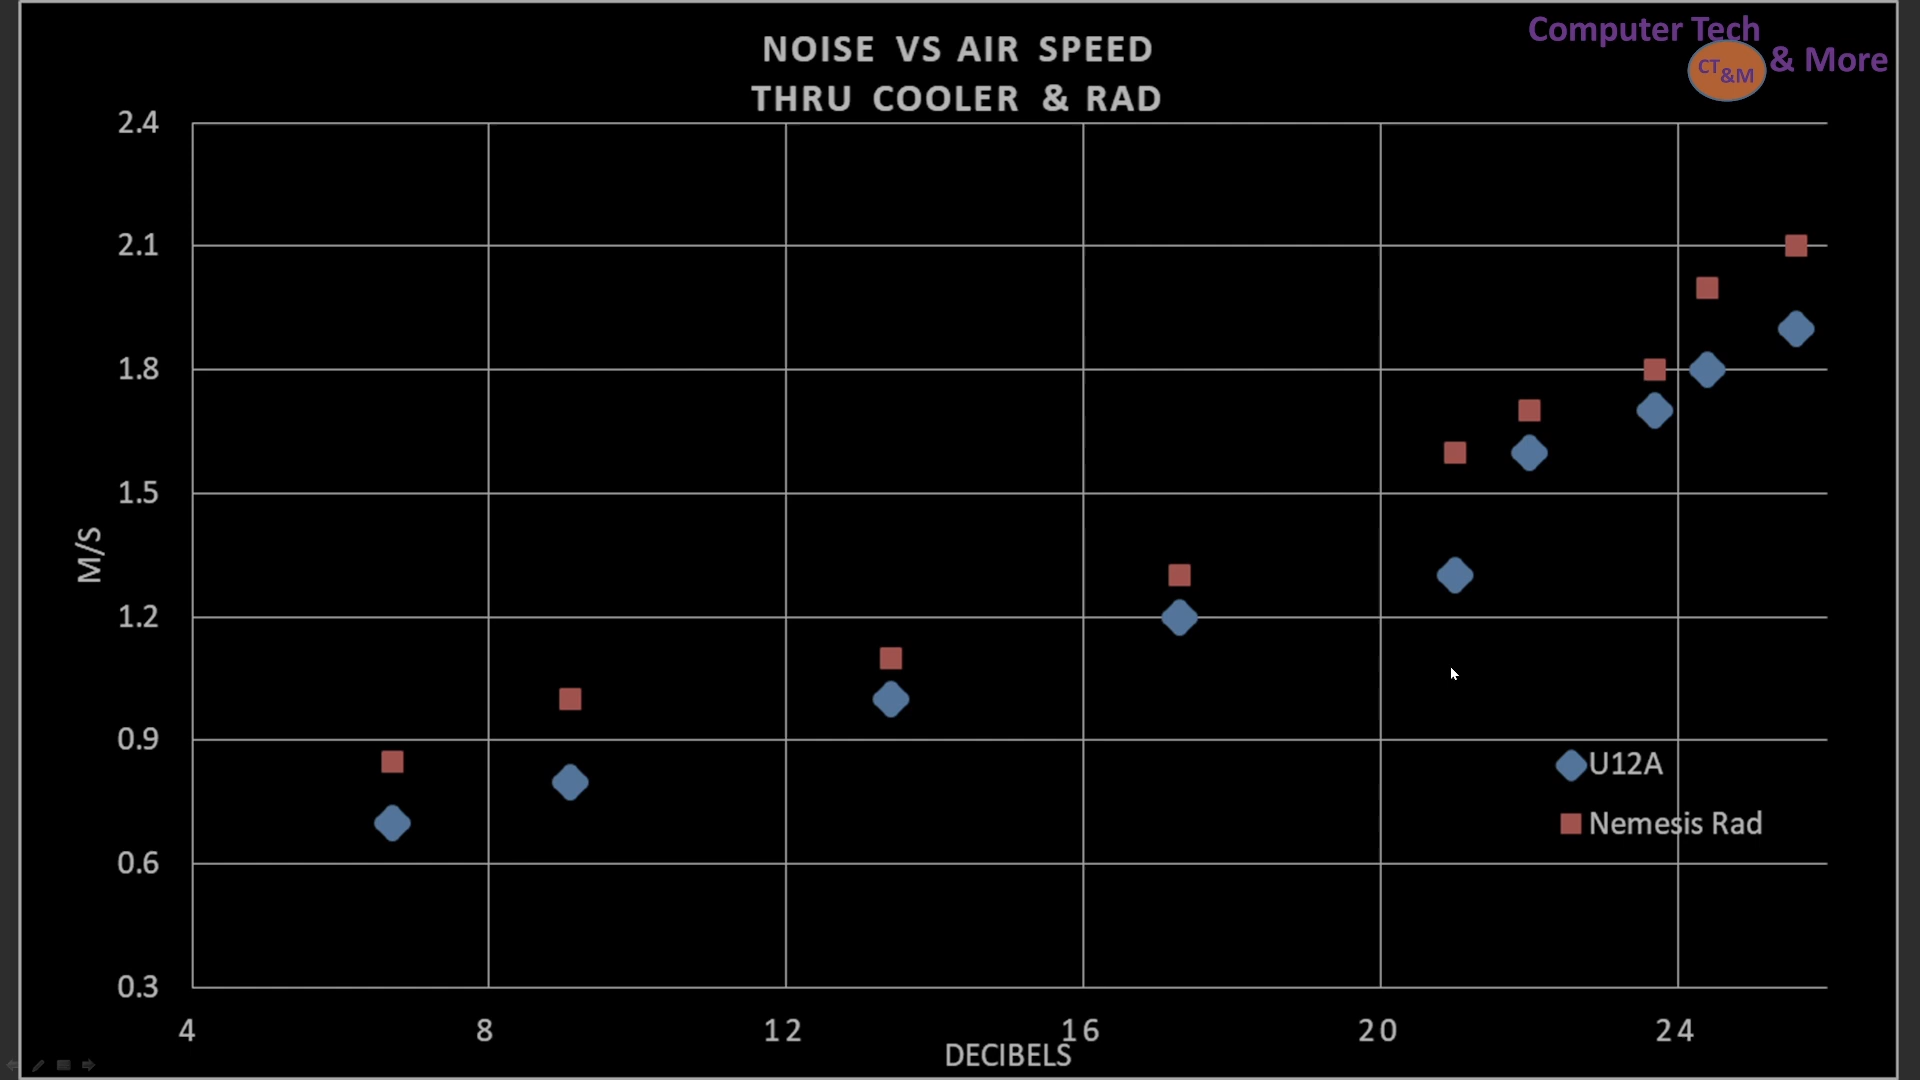 Computer Tech
& More
CT
&M
NOISE VS AIR SPEED
THRU COOLER & RAD
2.4
2.1
1.8
1.5
1.2
0.9
0.6
0.3
M/S
U12A
Nemesis Rad
4 8 12 16 20 24
DECIBELS